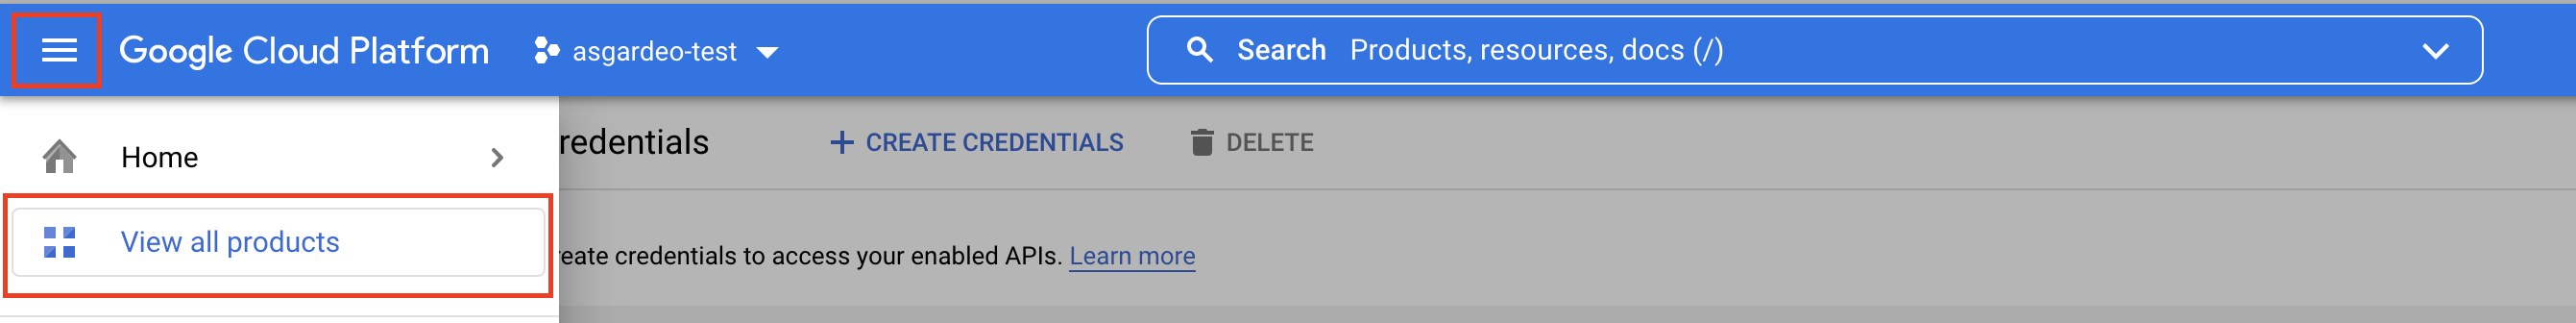 Google Cloud Platform asgardeo-test Search Products, resources, docs (/)
Home
redentials + CREATE CREDENTIALS DELETE
View all products
reate credentials to access your enabled APIs. Learn more